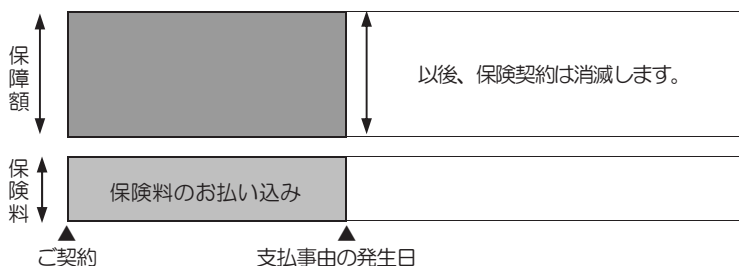 保障額
以後、保険契約は消滅します。
保険料
保険料のお払い込み
ご契約
支払事由の発生日